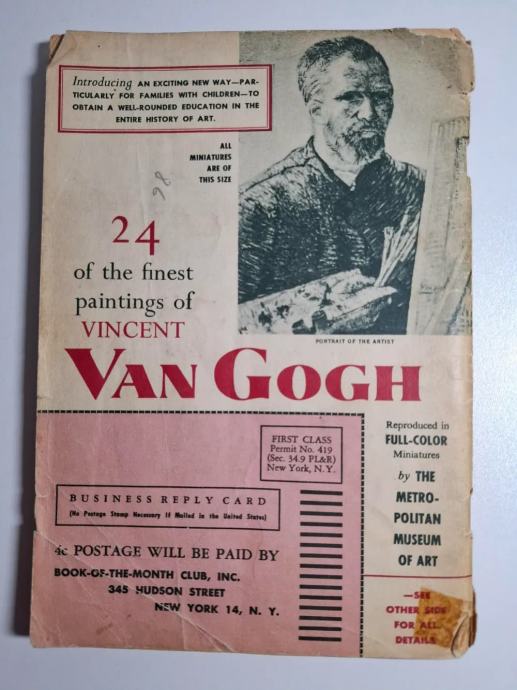 Introducing AN EXCITING NEW WAY—PAR-
TICULARLY FOR FAMILIES WITH CHILDREN—TO
OBTAIN A WELL-ROUNDED EDUCATION IN THE
ENTIRE HISTORY OF ART.
ALL
MINIATURES
ARE OF
THIS SIZE
98
24
of the finest
paintings of
VINCENT
PORTRAIT OF THE ARTIST
VAN GOGH
FIRST CLASS
Permit No. 419
(Sec. 34.9 PL&R)
New York, N. Y.
BUSINESS REPLY CARD
(No Postage Stamp Necessary If Mailed in the United States)
4c POSTAGE WILL BE PAID BY
BOOK-OF-THE-MONTH CLUB, INC.
345 HUDSON STREET
NEW YORK 14, N. Y.
Reproduced in
FULL-COLOR
Miniatures
by THE
METRO-
POLITAN
MUSEUM
OF ART
—SEE
OTHER SIDE
FOR ALL
DETAILS